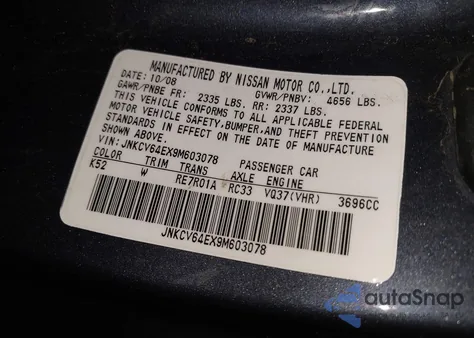 MANUFACTURED BY NISSAN MOTOR CO.,LTD.
DATE: 10/08 GVWR/PNBV: 4656 LBS.
GAWR/PNBE FR: 2335 LBS. RR: 2337 LBS.
THIS VEHICLE CONFORMS TO ALL APPLICABLE FEDERAL
MOTOR VEHICLE SAFETY,BUMPER,AND THEFT PREVENTION
STANDARDS IN EFFECT ON THE DATE OF MANUFACTURE
SHOWN ABOVE.
VIN: JNKCV64EX9M603078 PASSENGER CAR
COLOR TRIM TRANS AXLE ENGINE
K52 W RE7R01A RC33 VQ37(VHR) 3696CC
JNKCV64EX9M603078
autoSnap